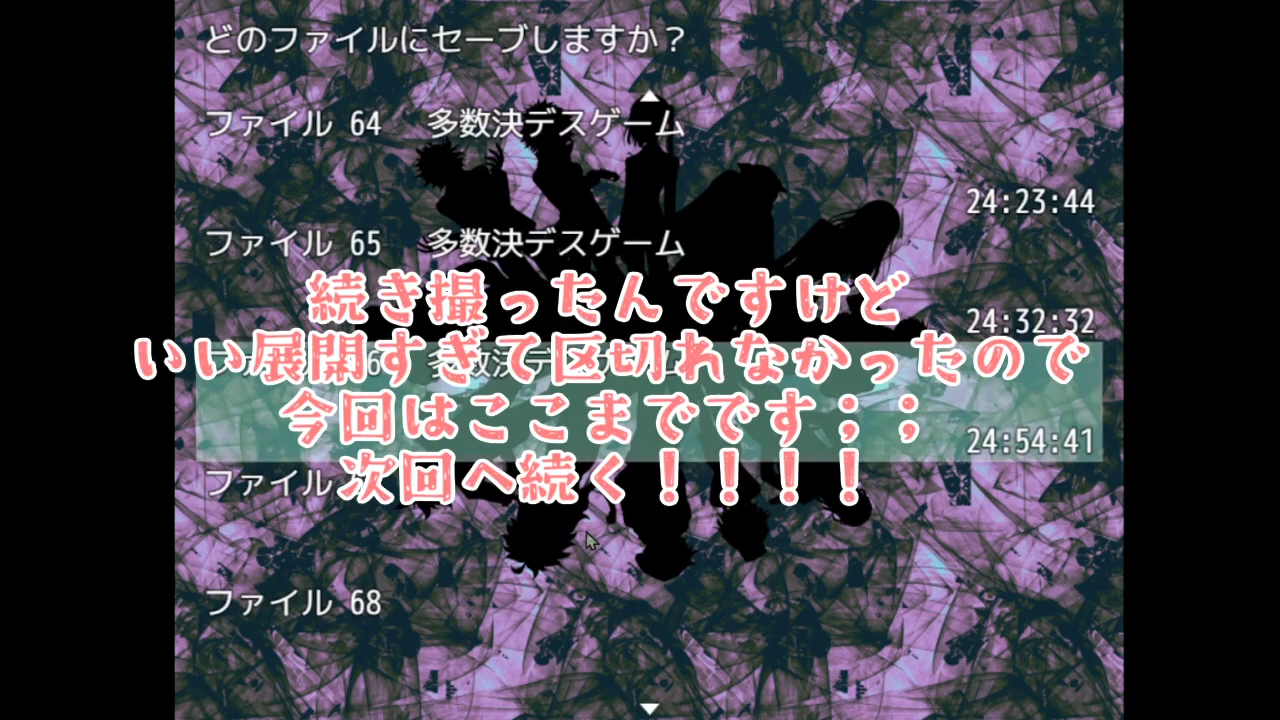 どのファイルにセーブしますか？
ファイル 64 多数決デスゲーム
24:23:44
ファイル 65 多数決デスゲーム
24:32:32
続き撮ったんですけど
いい展開すぎて区切れなかったので
今回はここまでです；；
次回へ続く！！！！
24:54:41
ファイル
ファイル 68